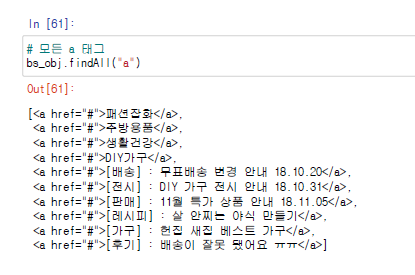 In [61]:
# 모든 a 태그
bs_obj.findAll("a")
Out[61]:
[<a href="#">패션잡화</a>,
<a href="#">주방용품</a>,
<a href="#">생활건강</a>,
<a href="#">DIY가구</a>,
<a href="#">[배송] : 무표배송 변경 안내 18.10.20</a>,
<a href="#">[전시] : DIY 가구 전시 안내 18.10.31</a>,
<a href="#">[판매] : 11월 특가 상품 안내 18.11.05</a>,
<a href="#">[레시피] : 살 안찌는 야식 만들기</a>,
<a href="#">[가구] : 헌집 새집 베스트 가구</a>,
<a href="#">[후기] : 배송이 잘못 됐어요 ㅠㅠ</a>]